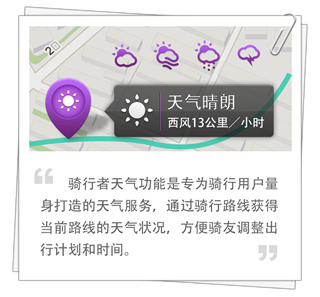 2
天气晴朗
西风13公里／小时
骑行者天气功能是专为骑行用户量
身打造的天气服务，通过骑行路线获得
当前路线的天气状况，方便骑友调整出
行计划和时间。